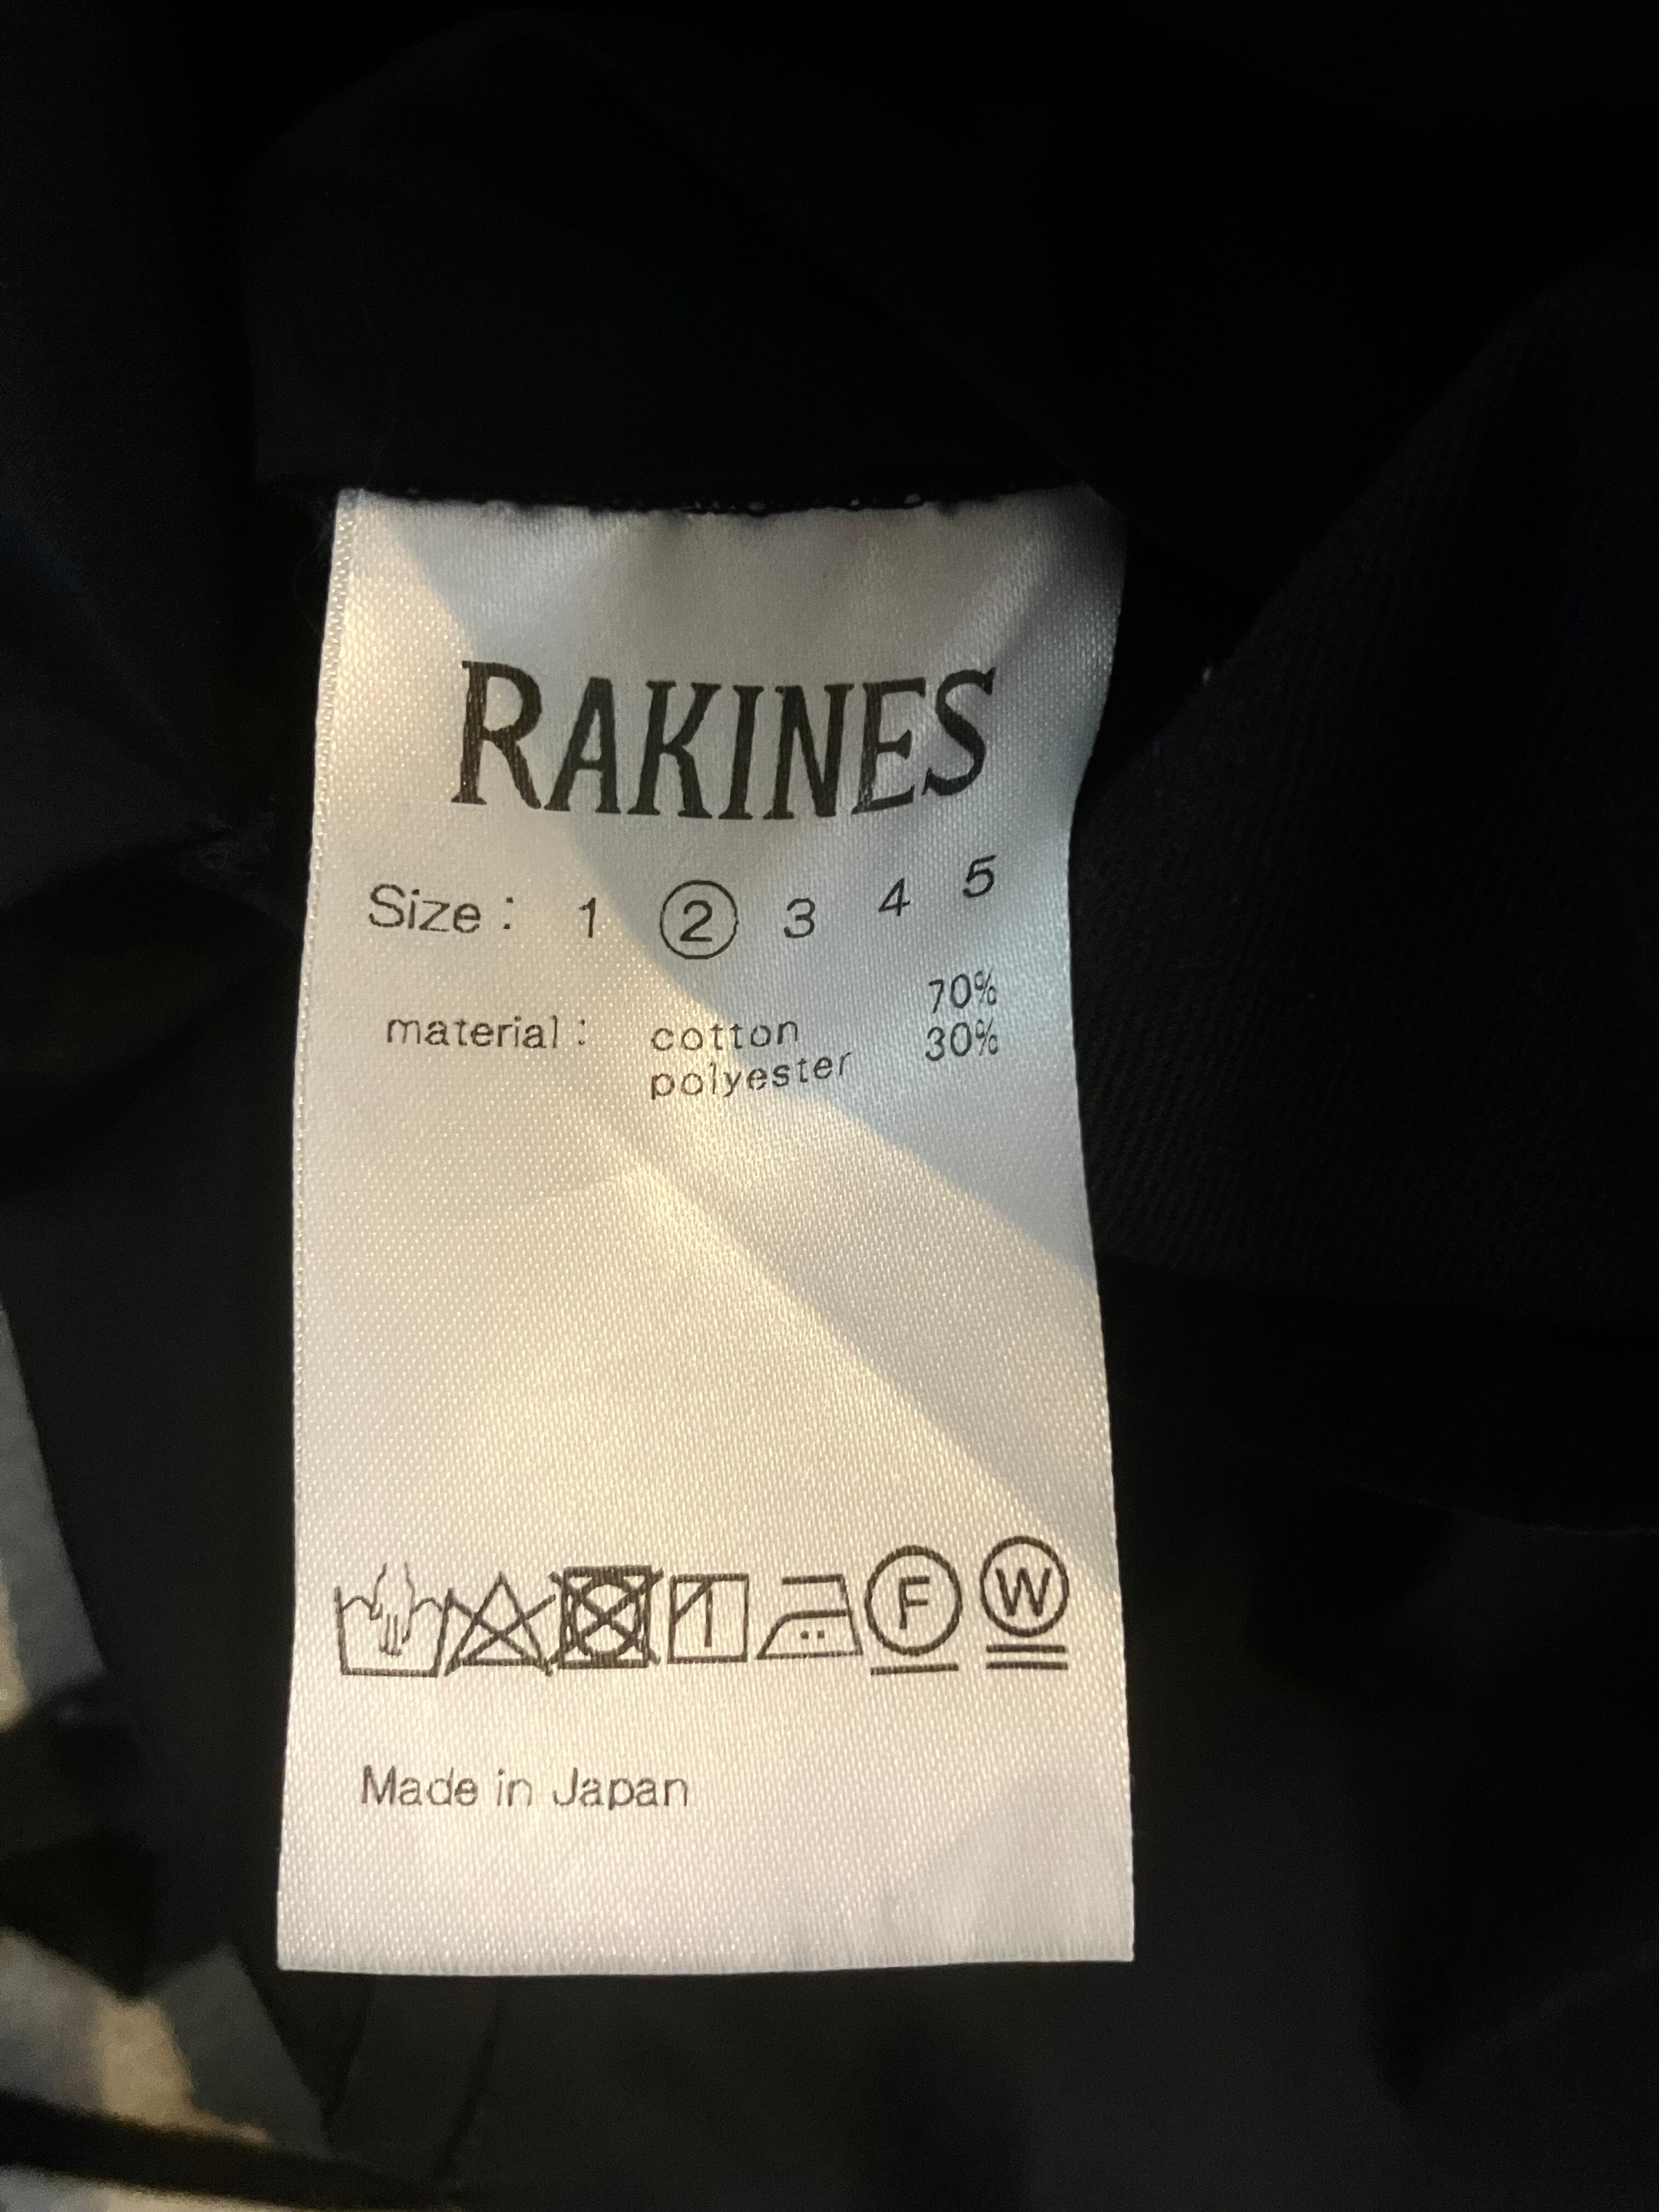 RAKINES
Size : 1 2 3 4 5
material : cotton 70%
polyester 30%
F W
Made in Japan